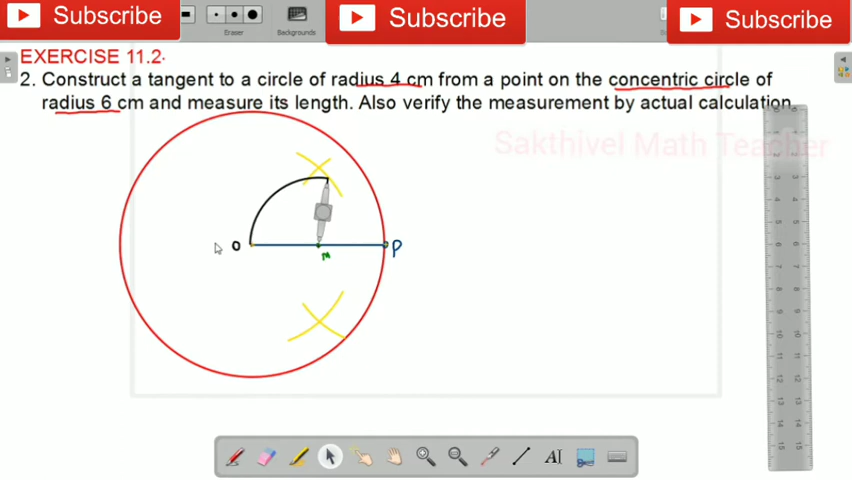 Subscribe
Subscribe
Subscribe
Eraser
Backgrounds
EXERCISE 11.2.
2. Construct a tangent to a circle of radius 4 cm from a point on the concentric circle of
radius 6 cm and measure its length. Also verify the measurement by actual calculation.
Sakthivel Math Teacher
O
P
M
AI